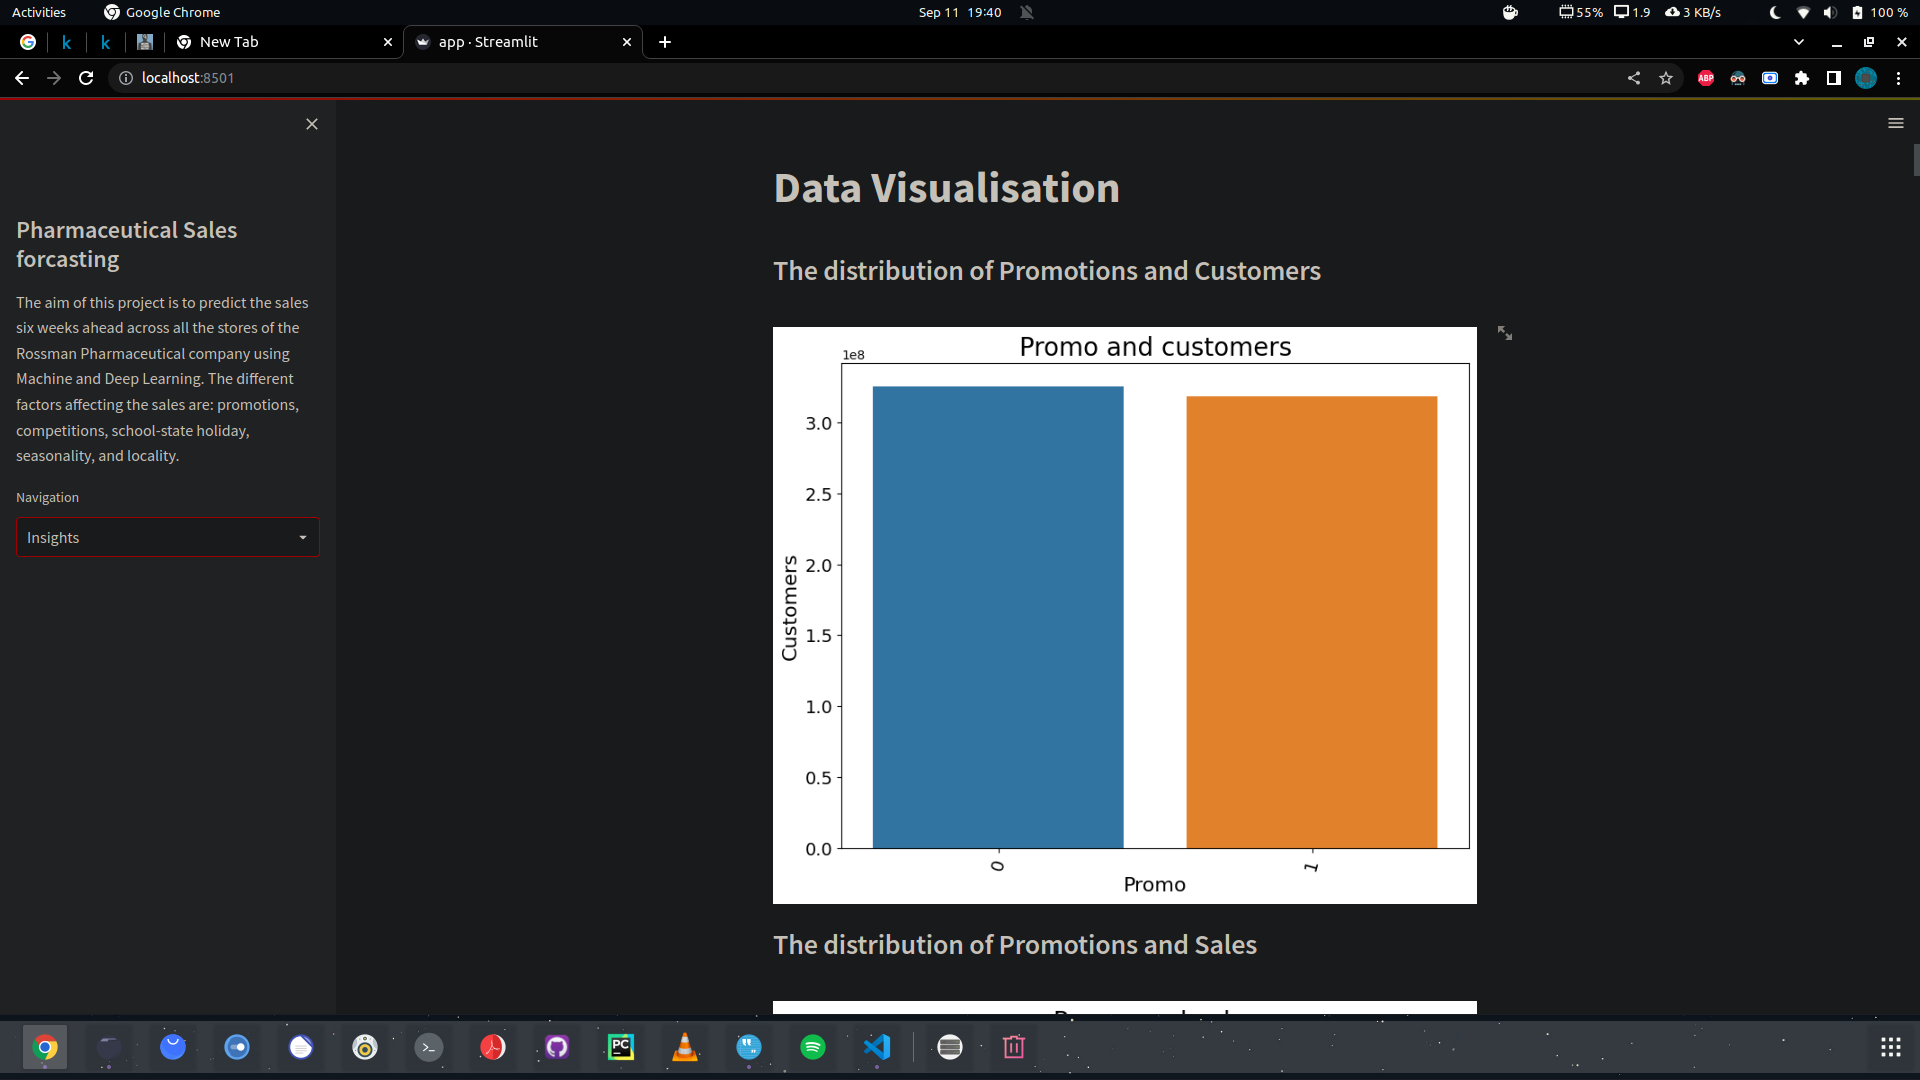 Activities
Google Chrome
Sep 11 19:40
55%
1.9
3 KB/s
100 %
New Tab
app · Streamlit
localhost:8501
ABP
Pharmaceutical Sales
forcasting
The aim of this project is to predict the sales
six weeks ahead across all the stores of the
Rossman Pharmaceutical company using
Machine and Deep Learning. The different
factors affecting the sales are: promotions,
competitions, school-state holiday,
seasonality, and locality.
Navigation
Insights
Data Visualisation
The distribution of Promotions and Customers
Promo and customers
1e8
3.0
2.5
2.0
1.5
1.0
0.5
0.0
Customers
0
1
Promo
The distribution of Promotions and Sales
PC